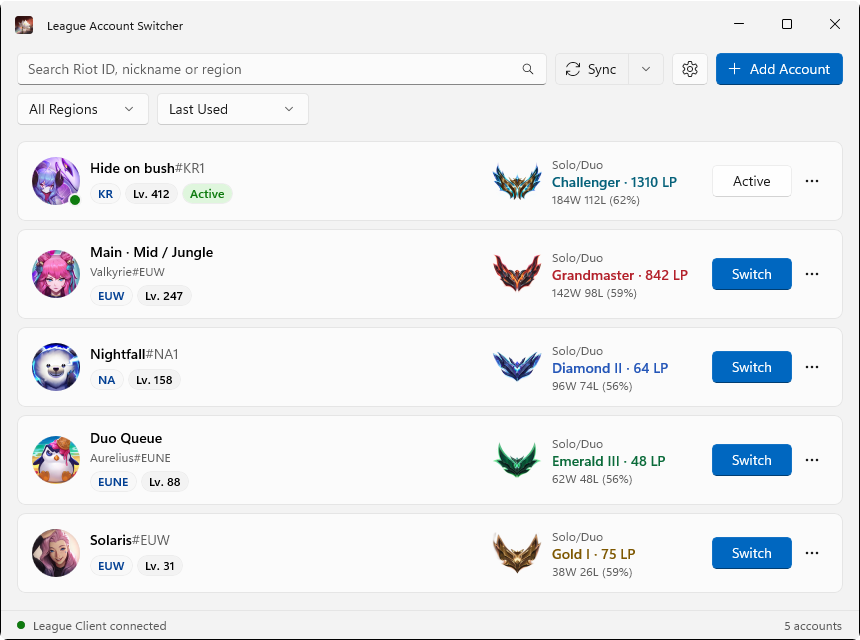 League Account Switcher
Search Riot ID, nickname or region
Sync
Add Account
All Regions
Last Used
Hide on bush#KR1
KR
Lv. 412
Active
Solo/Duo
Challenger · 1310 LP
184W 112L (62%)
Active
Main · Mid / Jungle
Valkyrie#EUW
EUW
Lv. 247
Solo/Duo
Grandmaster · 842 LP
142W 98L (59%)
Switch
Nightfall#NA1
NA
Lv. 158
Solo/Duo
Diamond II · 64 LP
96W 74L (56%)
Switch
Duo Queue
Aurelius#EUNE
EUNE
Lv. 88
Solo/Duo
Emerald III · 48 LP
62W 48L (56%)
Switch
Solaris#EUW
EUW
Lv. 31
Solo/Duo
Gold I · 75 LP
38W 26L (59%)
Switch
League Client connected
5 accounts